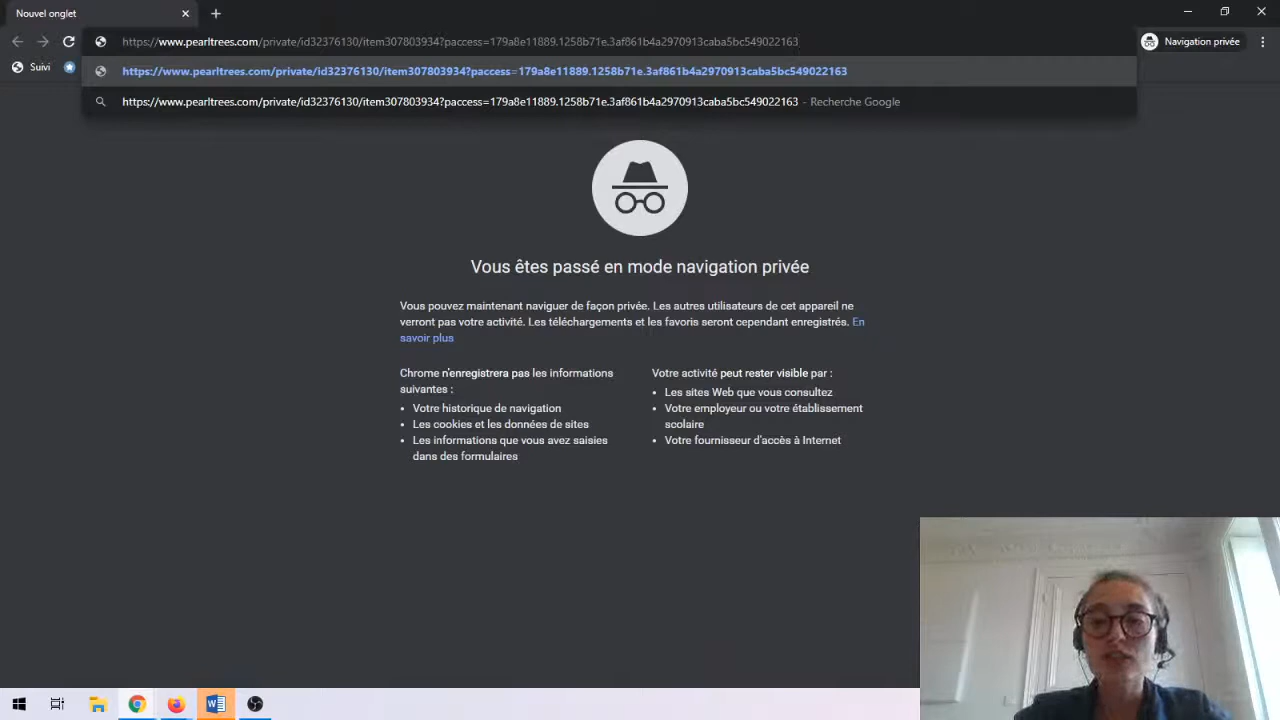 Nouvel onglet
https://www.pearltrees.com/private/id32376130/item307803934?paccess=179a8e11889.1258b71e.3af861b4a2970913caba5bc549022163
Navigation privée
Suivi
https://www.pearltrees.com/private/id32376130/item307803934?paccess=179a8e11889.1258b71e.3af861b4a2970913caba5bc549022163
https://www.pearltrees.com/private/id32376130/item307803934?paccess=179a8e11889.1258b71e.3af861b4a2970913caba5bc549022163 - Recherche Google
Vous êtes passé en mode navigation privée
Vous pouvez maintenant naviguer de façon privée. Les autres utilisateurs de cet appareil ne
verront pas votre activité. Les téléchargements et les favoris seront cependant enregistrés. En
savoir plus
Chrome n'enregistrera pas les informations
suivantes :
• Votre historique de navigation
• Les cookies et les données de sites
• Les informations que vous avez saisies
dans des formulaires
Votre activité peut rester visible par :
• Les sites Web que vous consultez
• Votre employeur ou votre établissement
scolaire
• Votre fournisseur d'accès à Internet